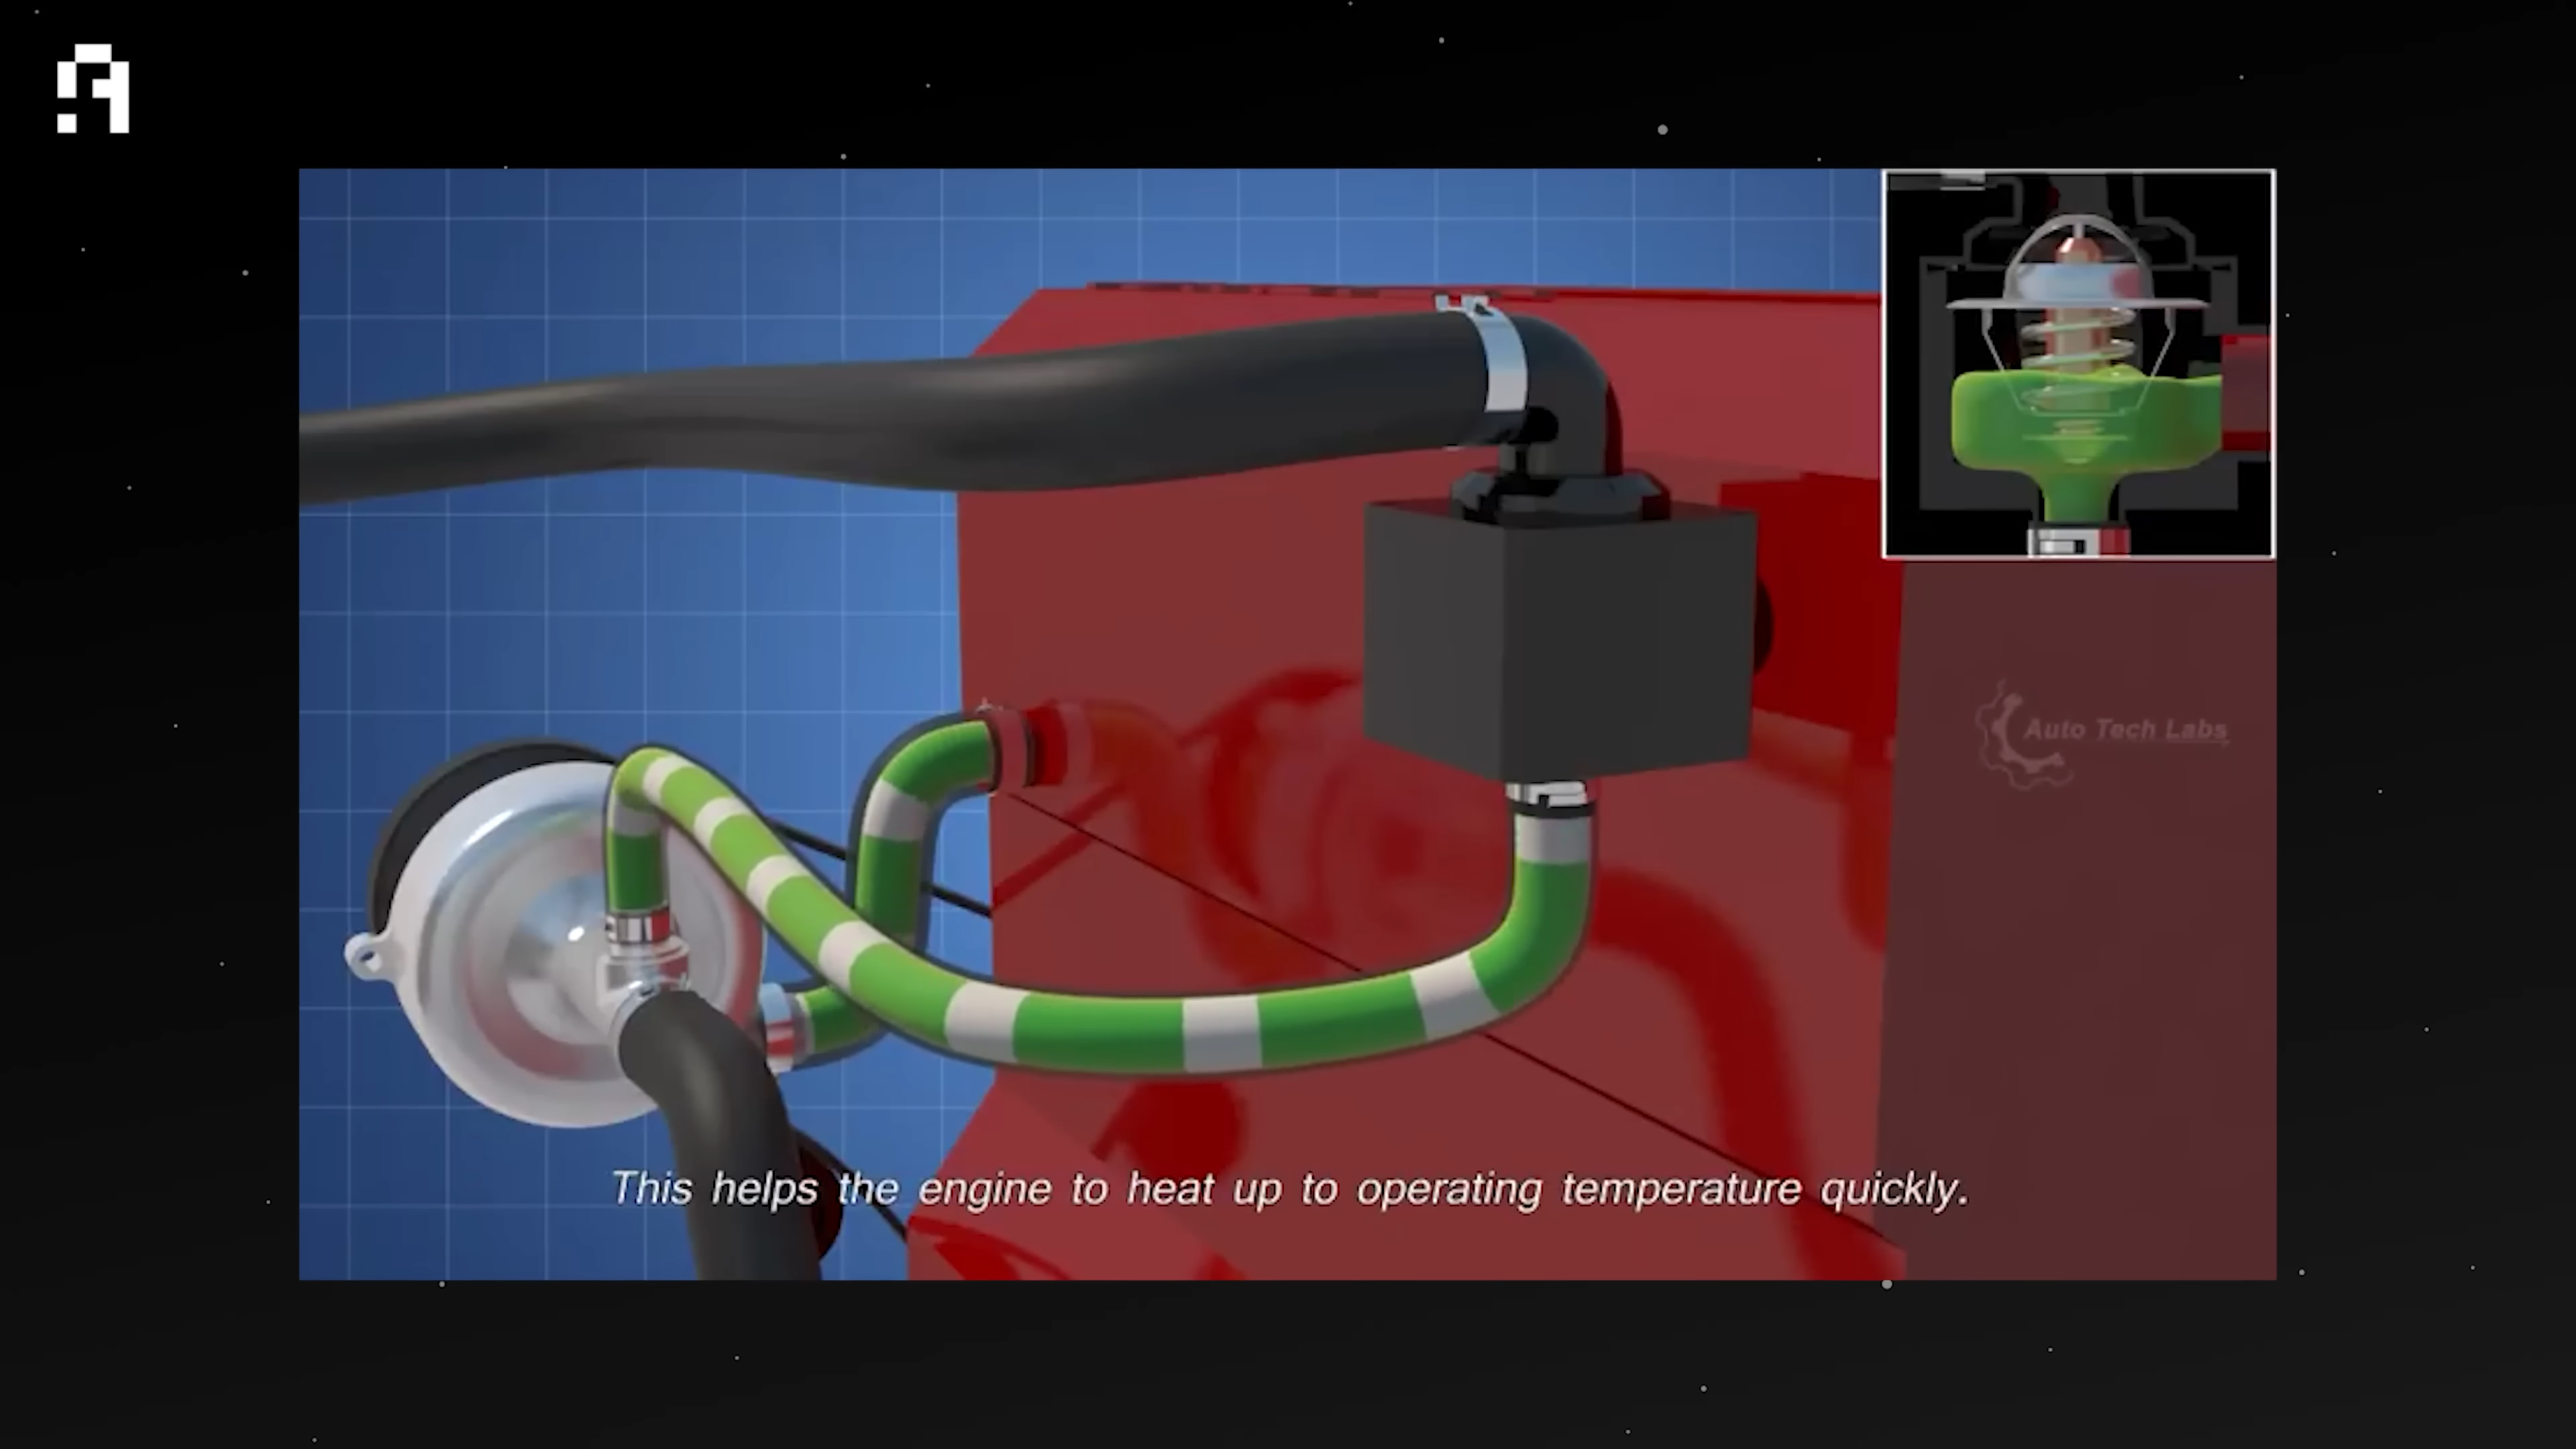 Auto Tech Labs
This helps the engine to heat up to operating temperature quickly.